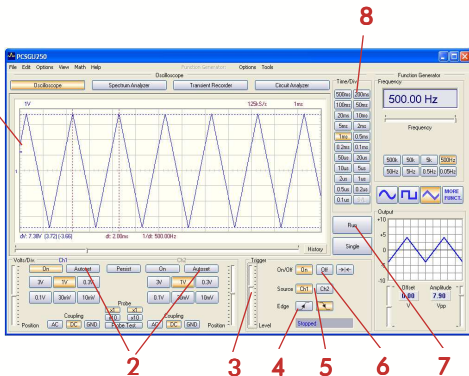 8
PCSGU250
File Edit Options View Math Help Function Generator Options Tools
Oscilloscope
Oscilloscope Spectrum Analyzer Transient Recorder Circuit Analyzer
1V 125kS/s 1ms
dV: 7.38V (3.72)(-3.66) dt: 2.00ms 1/dt: 500.00Hz
History
Time/Div
500ms 200ms
100ms 50ms
20ms 10ms
5ms 2ms
1ms 0.5ms
0.2ms 0.1ms
50us 20us
10us 5us
2us 1us
0.5us 0.2us
0.1us
Run
Single
Function Generator
Frequency
500.00 Hz
Frequency
500k 50k 5k 500Hz
50Hz 5Hz 0.5Hz 0.05Hz
MORE
FUNCT.
Output
+10
+5
0
-5
-10
Offset Amplitude
0.00 7.90
V Vpp
Volts/Div. Ch1 Ch2
On Autoset Persist On Autoset
3V 1V 0.3V 3V 1V 0.3V
0.1V 30mV 10mV 0.1V 30mV 10mV
Probe
x1 x1
x10 x10
Coupling Coupling
Position AC DC GND Probe Test AC DC GND Position
Trigger
On/Off On Off
Source Ch1 Ch2
Edge
Level Stopped
2 3 4 5 6 7